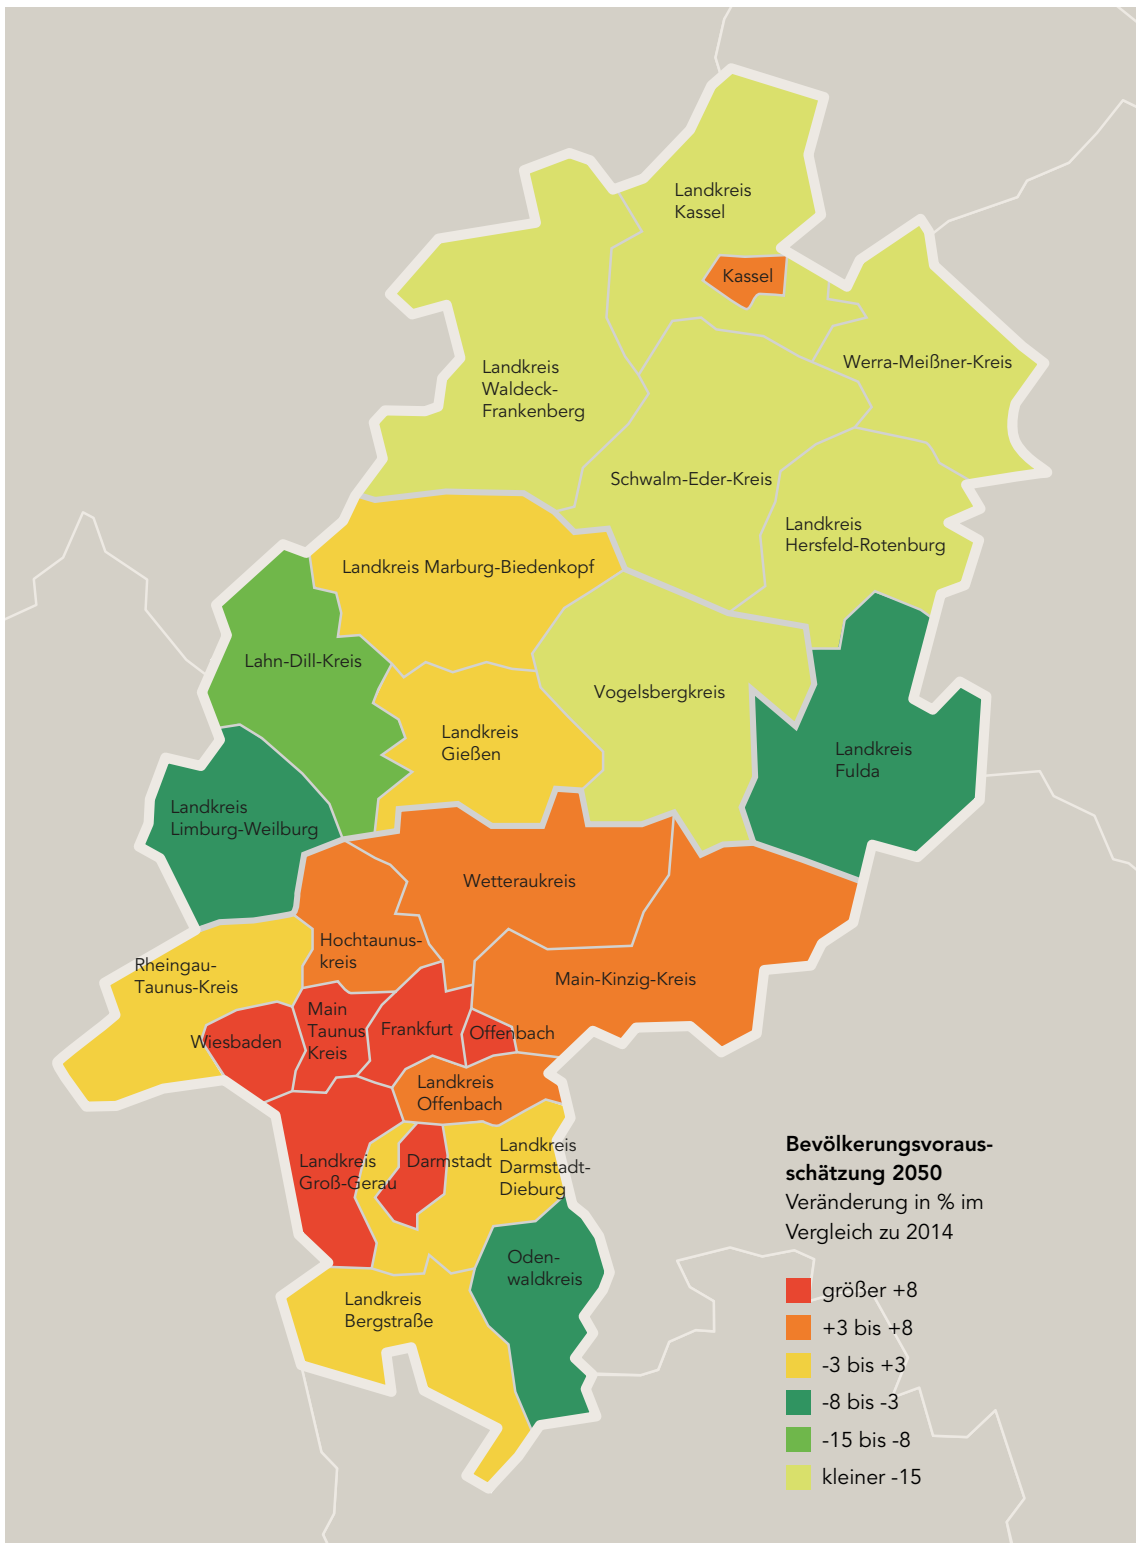 Landkreis
Kassel
Kassel
Landkreis
Waldeck-
Frankenberg
Werra-Meißner-Kreis
Schwalm-Eder-Kreis
Landkreis
Hersfeld-Rotenburg
Landkreis Marburg-Biedenkopf
Lahn-Dill-Kreis
Vogelsbergkreis
Landkreis
Gießen
Landkreis
Fulda
Landkreis
Limburg-Weilburg
Wetteraukreis
Hochtaunus-
kreis
Rheingau-
Taunus-Kreis
Main-Kinzig-Kreis
Main
Taunus
Kreis
Frankfurt
Offenbach
Wiesbaden
Landkreis
Offenbach
Landkreis
Groß-Gerau
Darmstadt
Landkreis
Darmstadt-
Dieburg
Oden-
waldkreis
Landkreis
Bergstraße
Bevölkerungsvoraus-
schätzung 2050
Veränderung in % im
Vergleich zu 2014
größer +8
+3 bis +8
-3 bis +3
-8 bis -3
-15 bis -8
kleiner -15